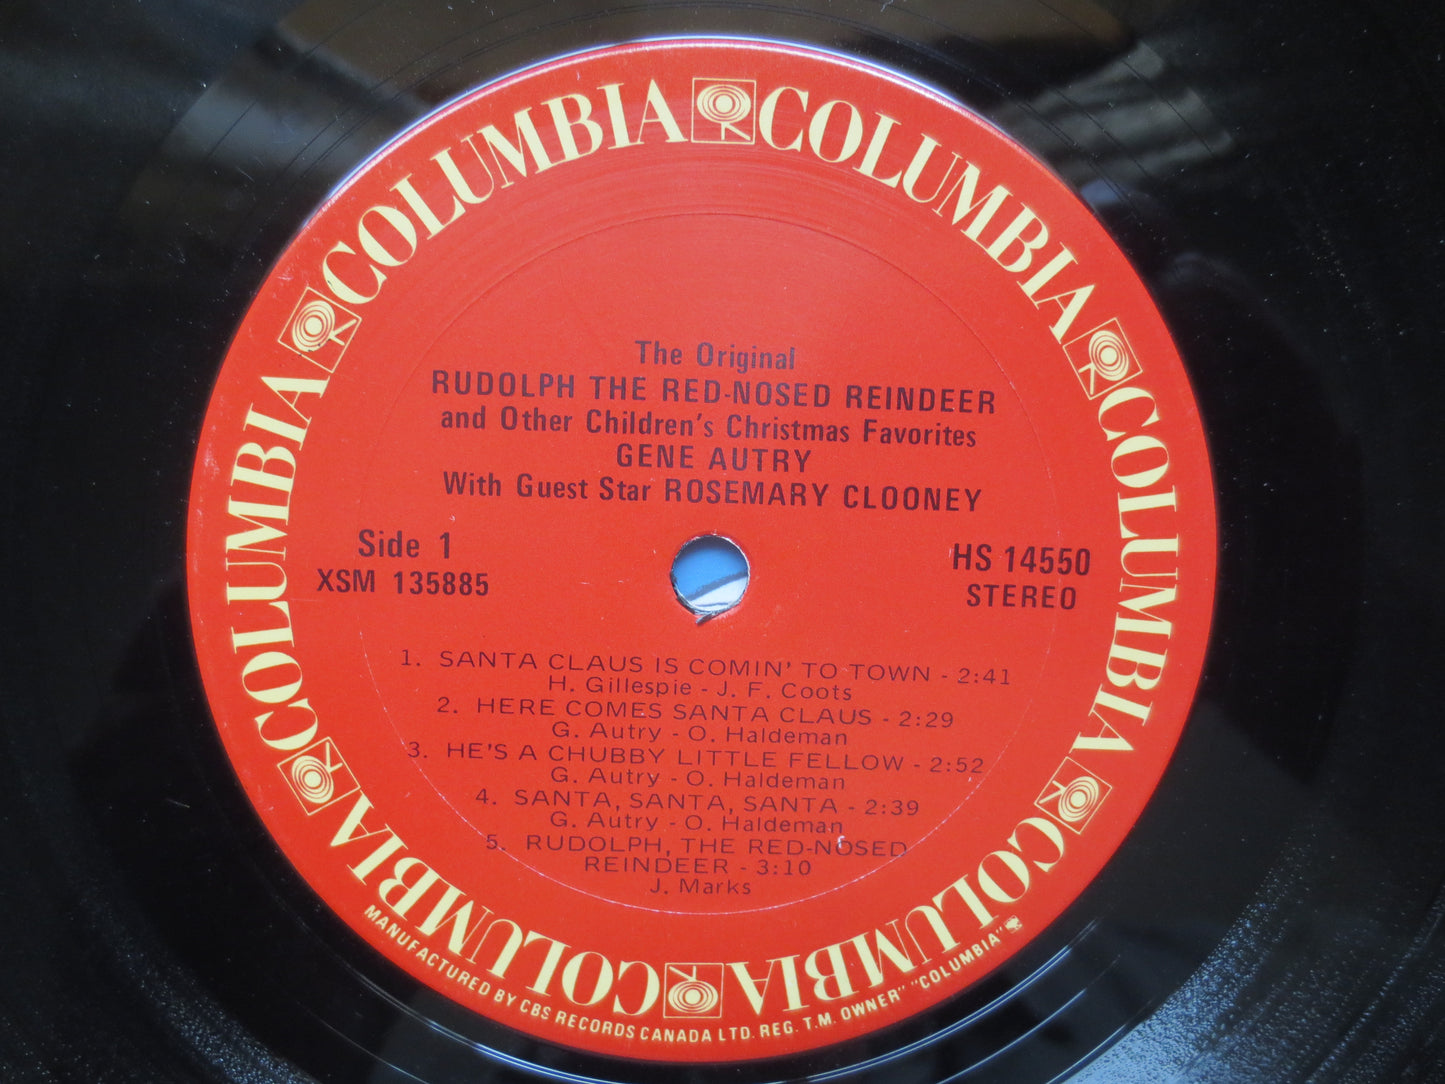 COLUMBIA COLUMBIA COLUMBIA COLUMBIA COLUMBIA COLUMBIA
The Original
RUDOLPH THE RED-NOSED REINDEER
and Other Children's Christmas Favorites
GENE AUTRY
With Guest Star ROSEMARY CLOONEY
Side 1
XSM 135885
HS 14550
STEREO
1. SANTA CLAUS IS COMIN' TO TOWN - 2:41
H. Gillespie - J. F. Coots
2. HERE COMES SANTA CLAUS - 2:29
G. Autry - O. Haldeman
3. HE'S A CHUBBY LITTLE FELLOW - 2:52
G. Autry - O. Haldeman
4. SANTA, SANTA, SANTA - 2:39
G. Autry - O. Haldeman
5. RUDOLPH, THE RED-NOSED
REINDEER - 3:10
J. Marks
MANUFACTURED BY CBS RECORDS CANADA LTD. REG. T.M. OWNER" "COLUMBIA"